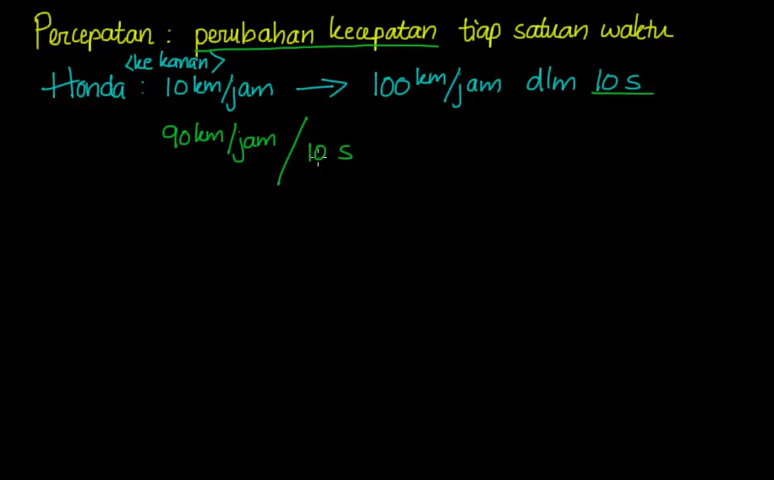 Percepatan : perubahan kecepatan tiap satuan waktu
<ke kanan>
Honda : 10 km/jam → 100 km/jam dlm 10 s
90 km/jam / 10 s